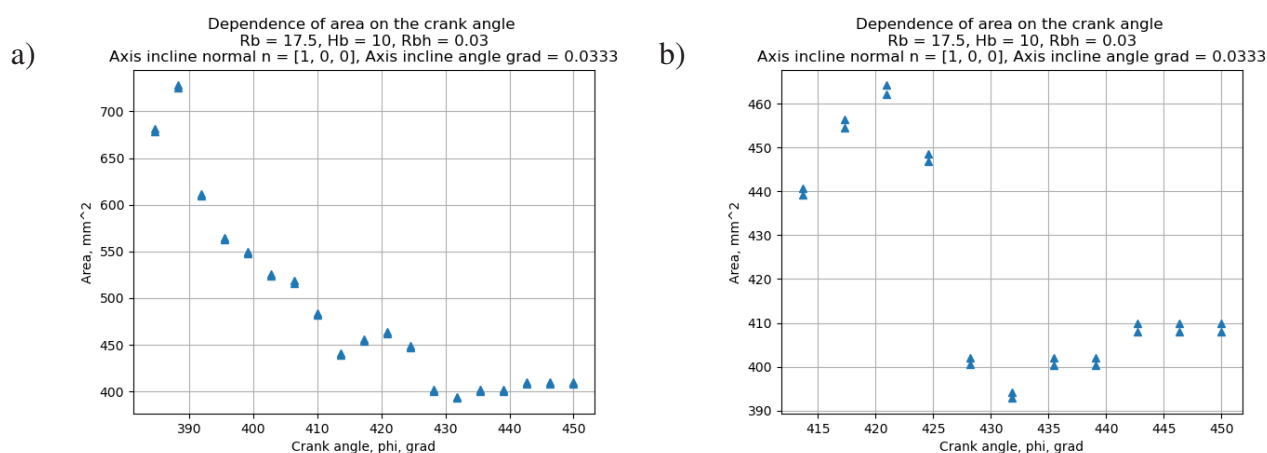 a)
Dependence of area on the crank angle
Rb = 17.5, Hb = 10, Rbh = 0.03
Axis incline normal n = [1, 0, 0], Axis incline angle grad = 0.0333
Area, mm^2
700
650
600
550
500
450
400
390 400 410 420 430 440 450
Crank angle, phi, grad
b)
Dependence of area on the crank angle
Rb = 17.5, Hb = 10, Rbh = 0.03
Axis incline normal n = [1, 0, 0], Axis incline angle grad = 0.0333
Area, mm^2
460
450
440
430
420
410
400
390
415 420 425 430 435 440 445 450
Crank angle, phi, grad